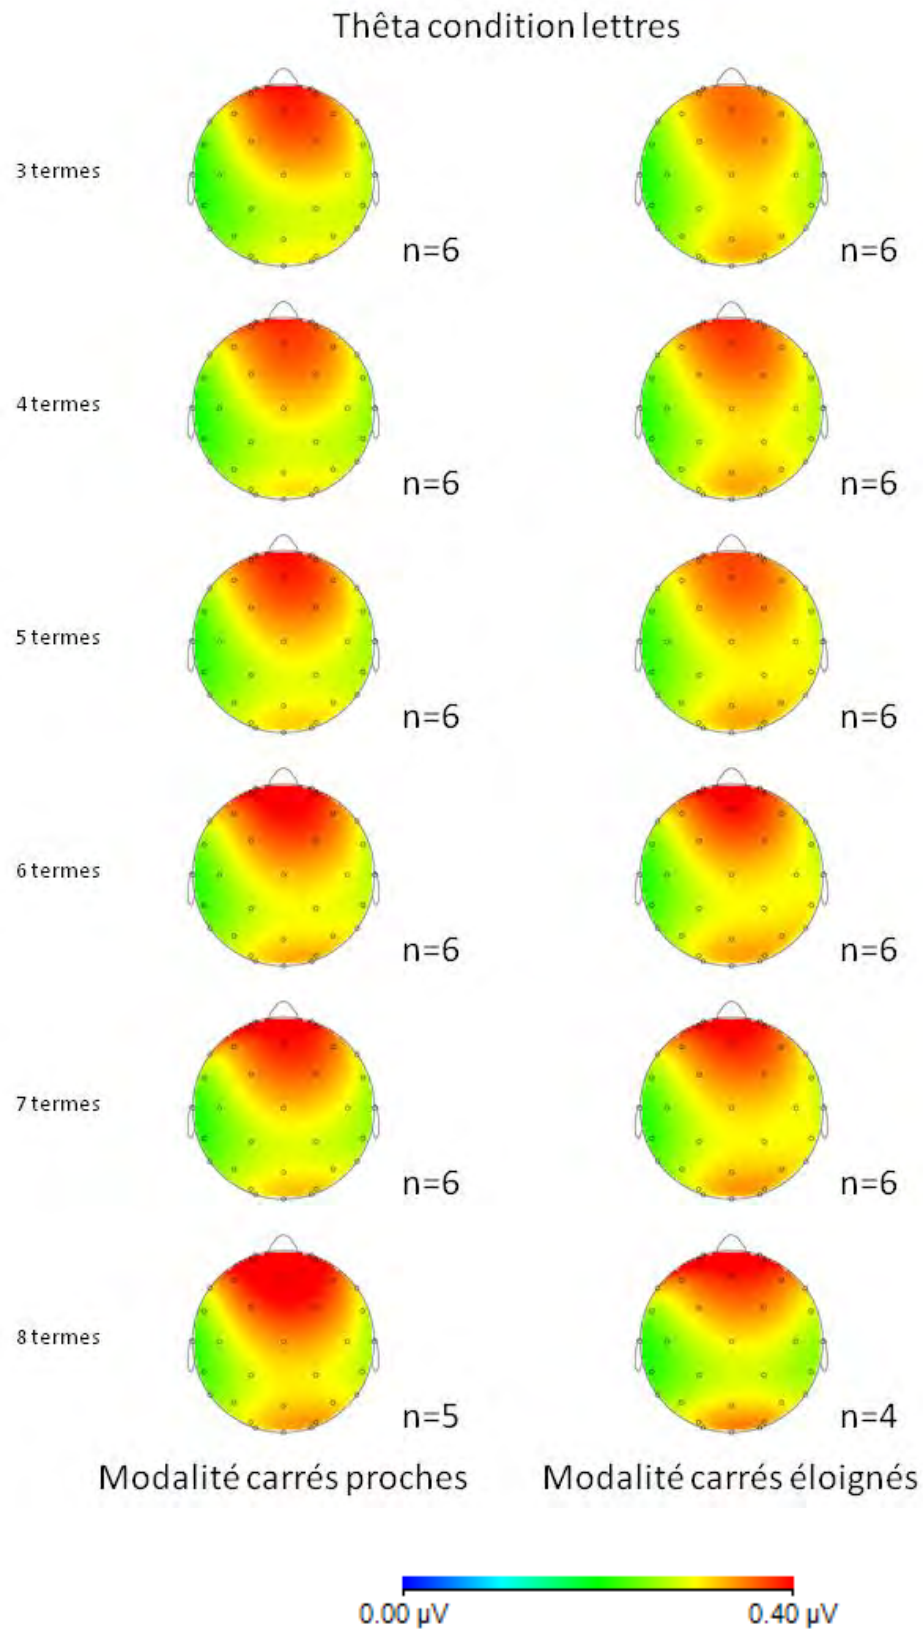 Thêta condition lettres
3 termes
n=6
n=6
4 termes
n=6
n=6
5 termes
n=6
n=6
6 termes
n=6
n=6
7 termes
n=6
n=6
8 termes
n=5
n=4
Modalité carrés proches
Modalité carrés éloignés
0.00 µV
0.40 µV